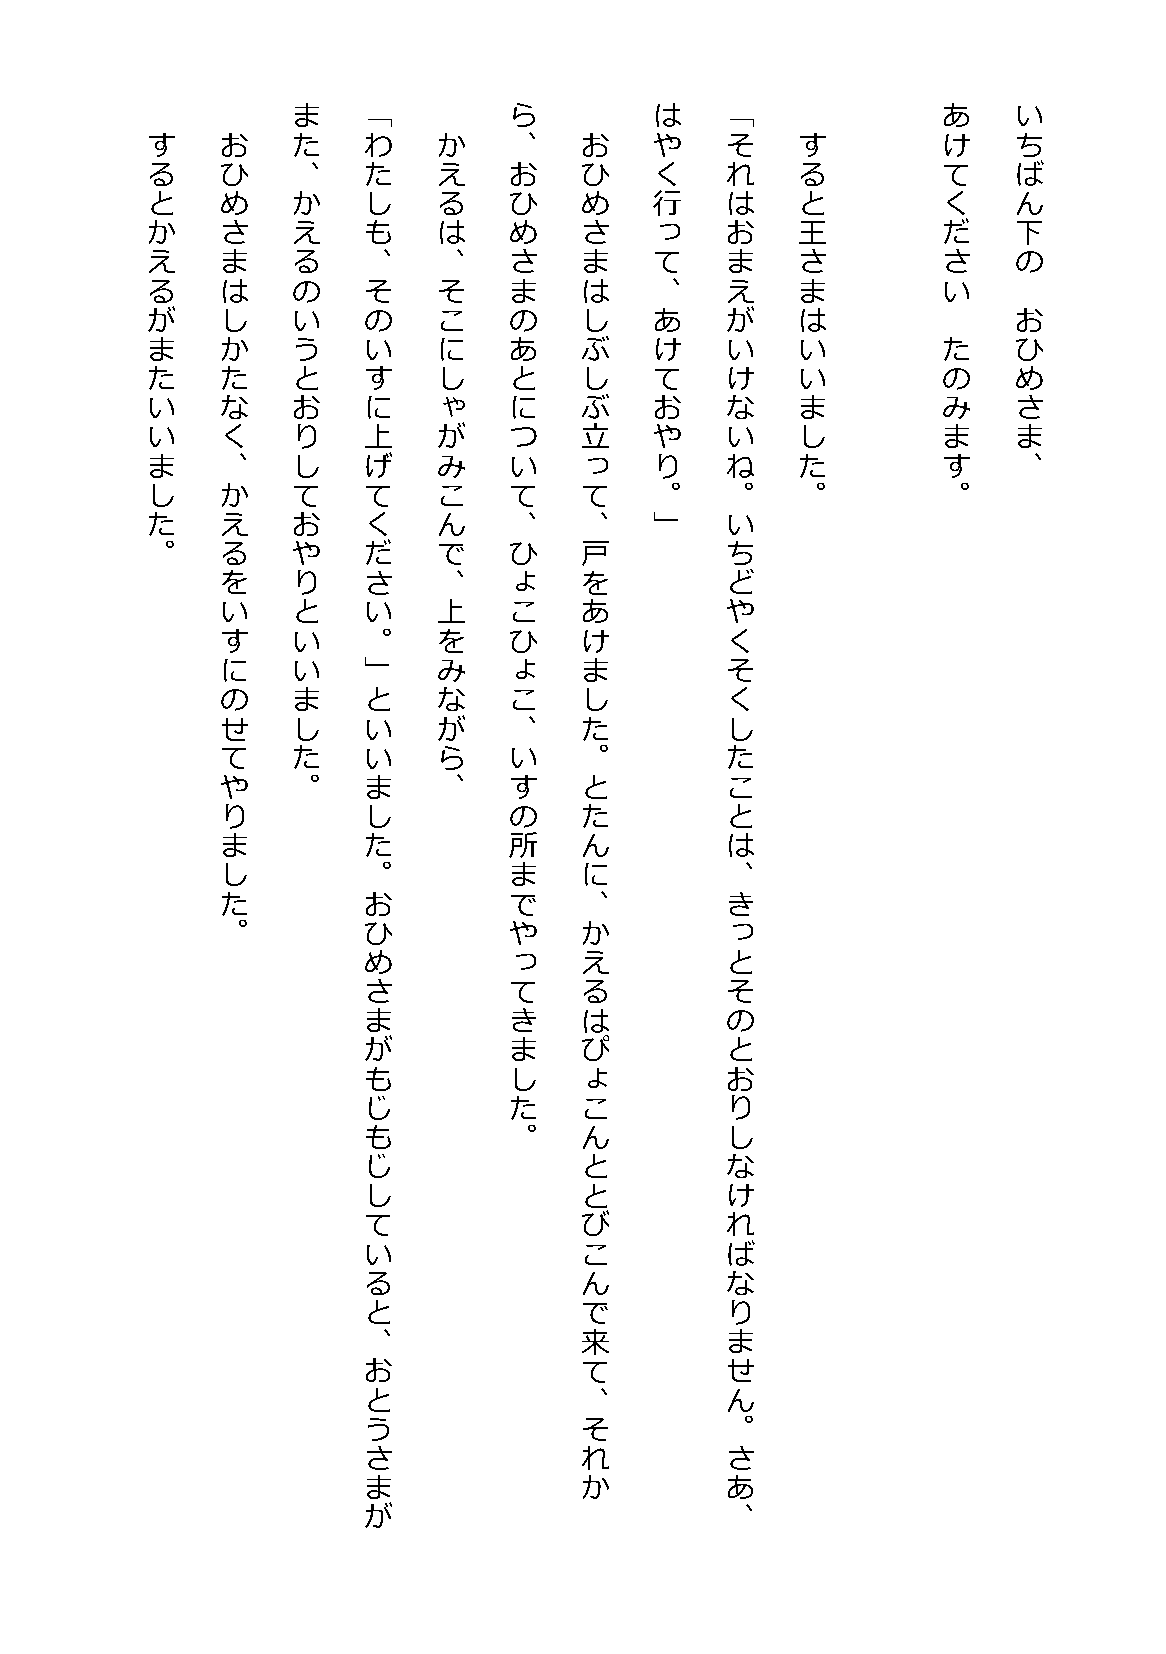 いちばん下の　おひめさま、
あけてください　たのみます。
　すると王さまはいいました。
「それはおまえがいけないね。いちどやくそくしたことは、きっとそのとおりしなければなりません。さあ、
はやく行って、あけておやり。」
　おひめさまはしぶしぶ立って、戸をあけました。とたんに、かえるはぴょこんととびこんで来て、それか
ら、おひめさまのあとについて、ひょこひょこ、いすの所までやってきました。
　かえるは、そこにしゃがみこんで、上をみながら、
「わたしも、そのいすに上げてください。」といいました。おひめさまがもじもじしていると、おとうさまが
また、かえるのいうとおりしておやりといいました。
　おひめさまはしかたなく、かえるをいすにのせてやりました。
　するとかえるがまたいいました。